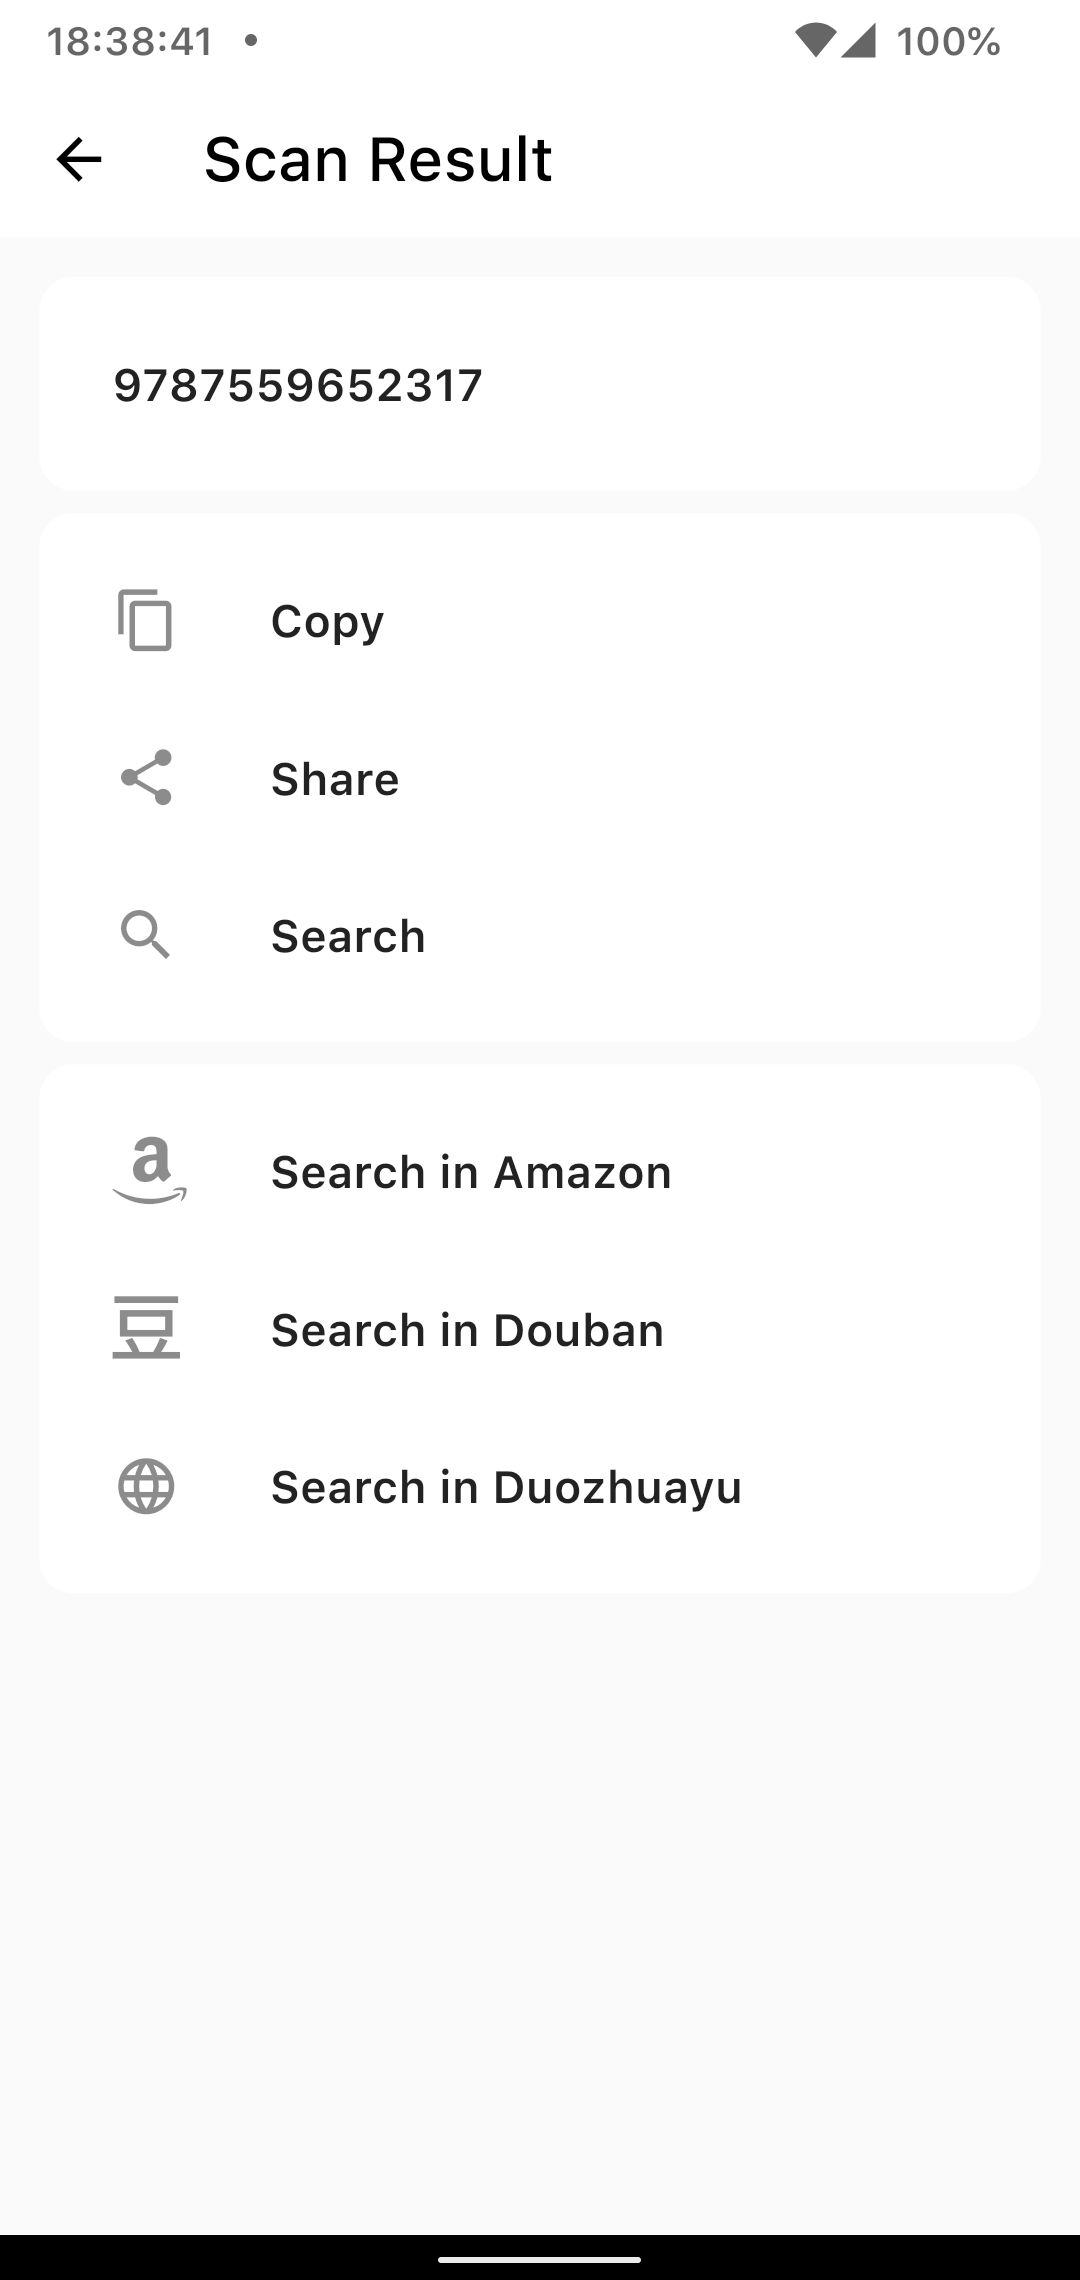 18:38:41 • 100%
Scan Result
9787559652317
Copy
Share
Search
a Search in Amazon
豆 Search in Douban
Search in Duozhuayu